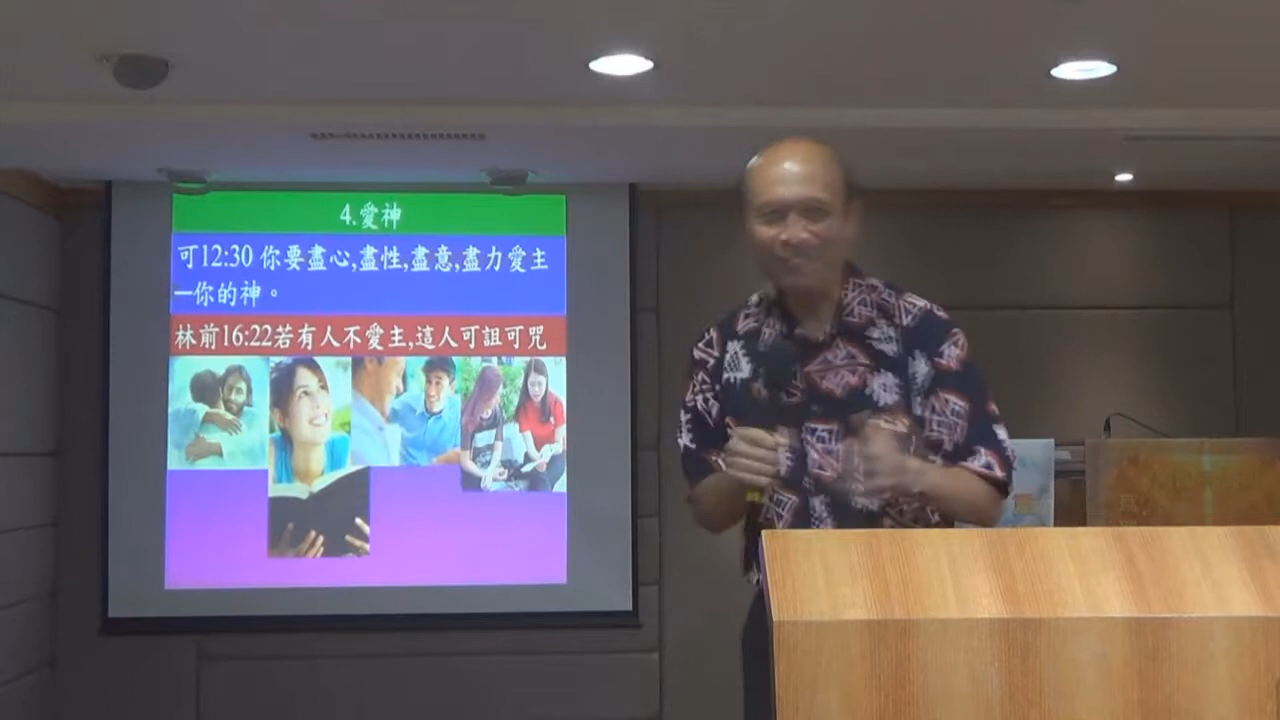 4.愛神
可12:30 你要盡心,盡性,盡意,盡力愛主
─你的神。
林前16:22若有人不愛主,這人可詛可咒